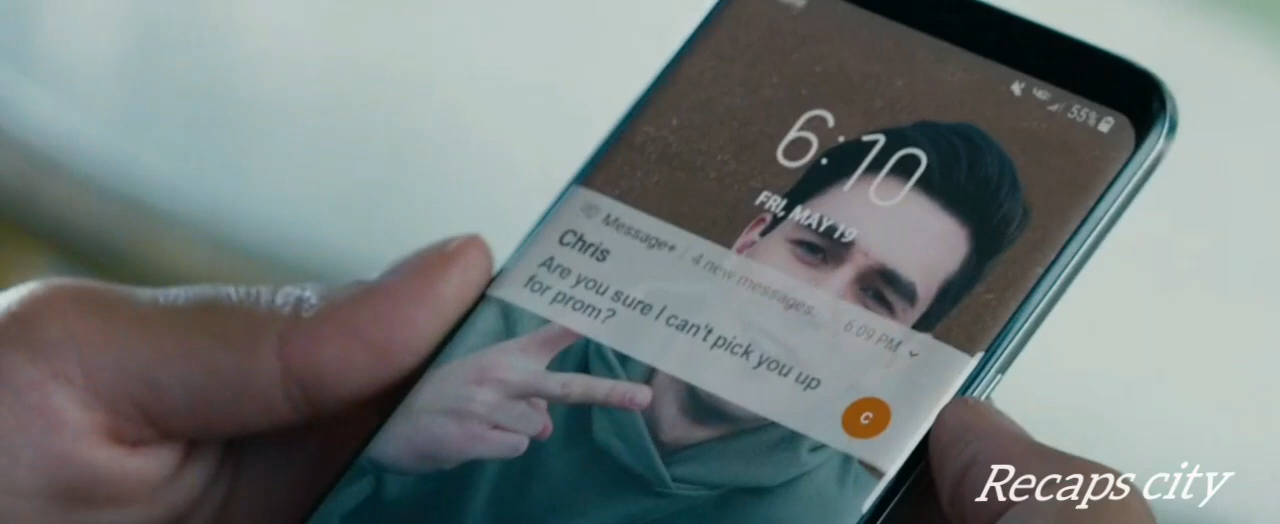 55%
6:10
FRI, MAY 19
Message+ | 4 new messages. 6:09 PM
Chris
Are you sure I can't pick you up
for prom?
C
Recaps city